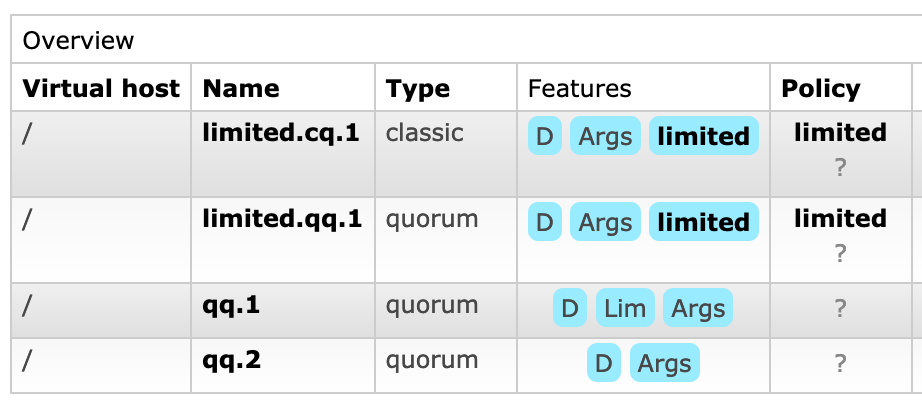 Overview
Virtual host Name Type Features Policy
/ limited.cq.1 classic D Args limited limited
?
/ limited.qq.1 quorum D Args limited limited
?
/ qq.1 quorum D Lim Args ?
/ qq.2 quorum D Args ?